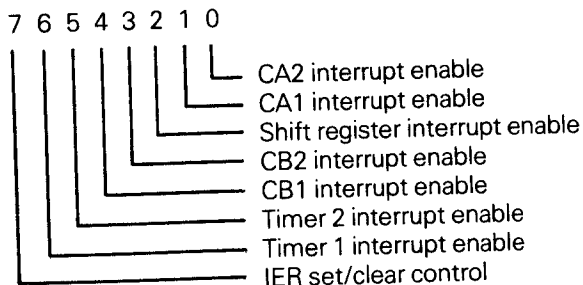 7 6 5 4 3 2 1 0
CA2 interrupt enable
CA1 interrupt enable
Shift register interrupt enable
CB2 interrupt enable
CB1 interrupt enable
Timer 2 interrupt enable
Timer 1 interrupt enable
IER set/clear control